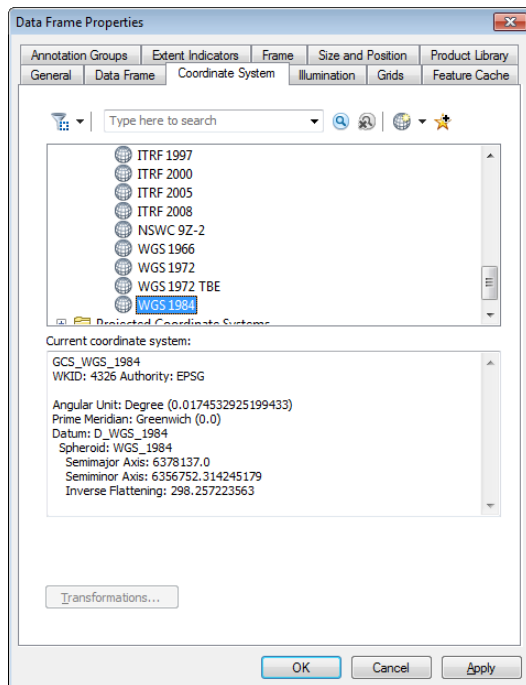 Data Frame Properties
Annotation Groups Extent Indicators Frame Size and Position Product Library
General Data Frame Coordinate System Illumination Grids Feature Cache
Type here to search
ITRF 1997
ITRF 2000
ITRF 2005
ITRF 2008
NSWC 9Z-2
WGS 1966
WGS 1972
WGS 1972 TBE
WGS 1984
Projected Coordinate Systems
Current coordinate system:
GCS_WGS_1984
WKID: 4326 Authority: EPSG
Angular Unit: Degree (0.0174532925199433)
Prime Meridian: Greenwich (0.0)
Datum: D_WGS_1984
Spheroid: WGS_1984
Semimajor Axis: 6378137.0
Semiminor Axis: 6356752.314245179
Inverse Flattening: 298.257223563
Transformations...
OK Cancel Apply